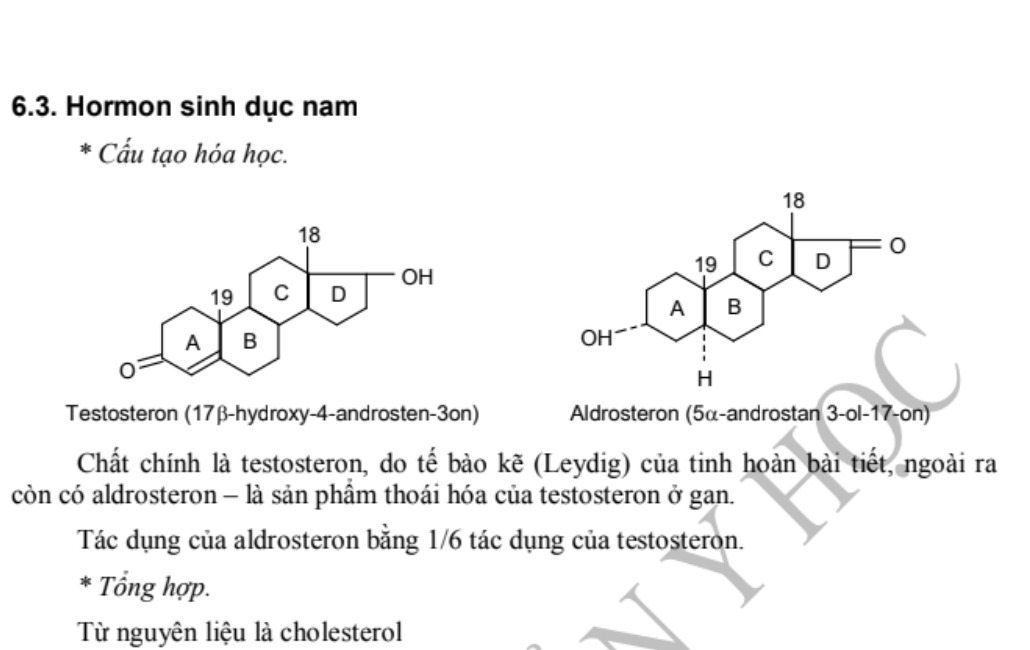 6.3. Hormon sinh dục nam
* Cấu tạo hóa học.
18
19
A
B
C
D
OH
O
Testosteron (17β-hydroxy-4-androsten-3on)
18
19
A
B
C
D
O
OH
H
Aldrosteron (5α-androstan 3-ol-17-on)
Chất chính là testosteron, do tế bào kẽ (Leydig) của tinh hoàn bài tiết, ngoài ra
còn có aldrosteron – là sản phẩm thoái hóa của testosteron ở gan.
Tác dụng của aldrosteron bằng 1/6 tác dụng của testosteron.
* Tổng hợp.
Từ nguyên liệu là cholesterol
N Y HỌC